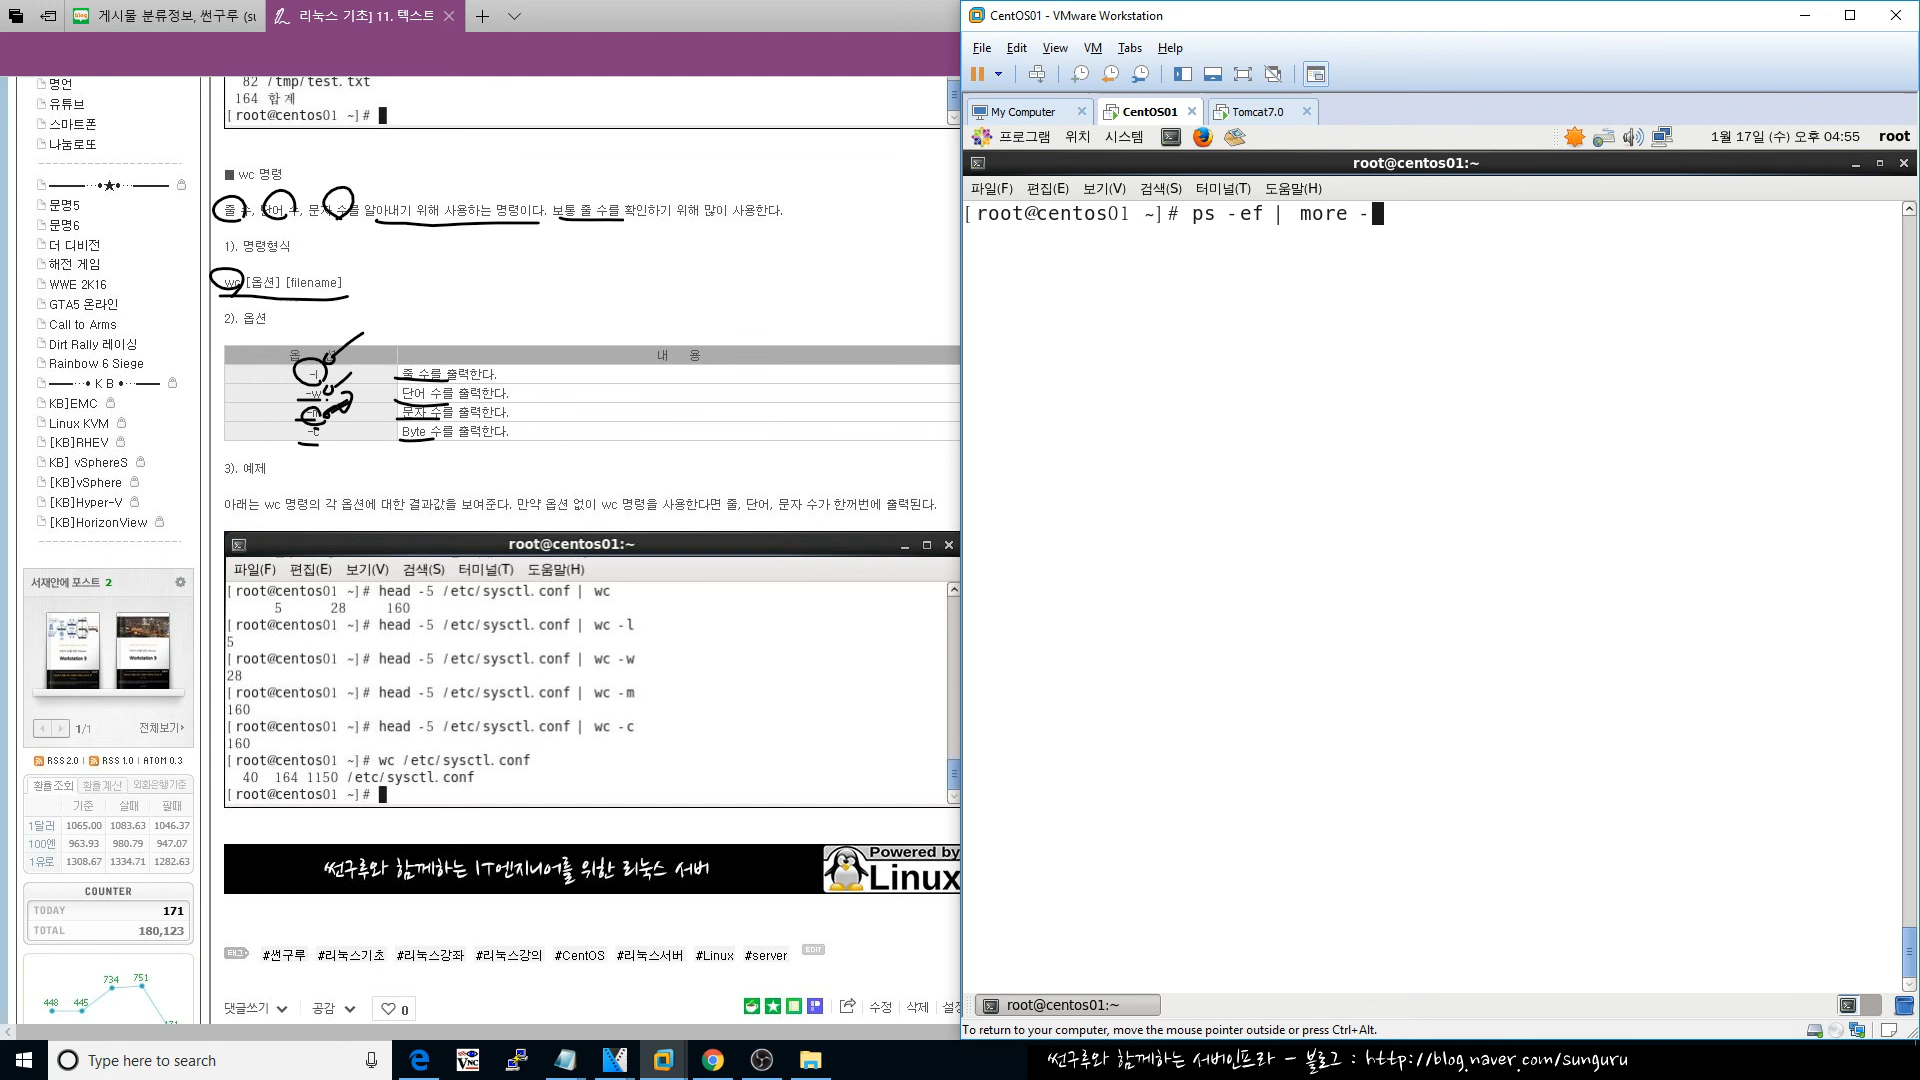 게시물 분류정보, 썬구루 (su
리눅스 기초] 11. 텍스트
명언
유튜브
스마트폰
나눔로또
문명5
문명6
더 디비전
해전 게임
WWE 2K16
GTA5 온라인
Call to Arms
Dirt Rally 레이싱
Rainbow 6 Siege
━━━···• K B •···━━━
KB]EMC
Linux KVM
[KB]RHEV
KB] vSphereS
[KB]vSphere
[KB]Hyper-V
[KB]HorizonView
서재안에 포스트 2
Workstation 9
Workstation 9
1/1 전체보기
RSS 2.0 | RSS 1.0 | ATOM 0.3
환율조회 환율계산 외환은행기준
기준 살때 팔때
1달러 1065.00 1083.63 1046.37
100엔 963.93 980.79 947.07
1유로 1308.67 1334.71 1282.63
COUNTER
TODAY 171
TOTAL 180,123
734 751
448 445
82 /tmp/test.txt
164 합계
[root@centos01 ~]#
■ wc 명령
줄 수, 단어 수, 문자 수를 알아내기 위해 사용하는 명령이다. 보통 줄 수를 확인하기 위해 많이 사용한다.
1). 명령형식
wc [옵션] [filename]
2). 옵션
옵 션 내 용
-l 줄 수를 출력한다.
-w 단어 수를 출력한다.
-m 문자 수를 출력한다.
-c Byte 수를 출력한다.
3). 예제
아래는 wc 명령의 각 옵션에 대한 결과값을 보여준다. 만약 옵션 없이 wc 명령을 사용한다면 줄, 단어, 문자 수가 한꺼번에 출력된다.
root@centos01:~
파일(F) 편집(E) 보기(V) 검색(S) 터미널(T) 도움말(H)
[root@centos01 ~]# head -5 /etc/sysctl.conf | wc
5 28 160
[root@centos01 ~]# head -5 /etc/sysctl.conf | wc -l
5
[root@centos01 ~]# head -5 /etc/sysctl.conf | wc -w
28
[root@centos01 ~]# head -5 /etc/sysctl.conf | wc -m
160
[root@centos01 ~]# head -5 /etc/sysctl.conf | wc -c
160
[root@centos01 ~]# wc /etc/sysctl.conf
40 164 1150 /etc/sysctl.conf
[root@centos01 ~]#
썬구루와 함께하는 IT엔지니어를 위한 리눅스 서버
Powered by
Linux
태그 #썬구루 #리눅스기초 #리눅스강좌 #리눅스강의 #CentOS #리눅스서버 #Linux #server EDIT
댓글쓰기 공감 0 수정 삭제 설정
CentOS01 - VMware Workstation
File Edit View VM Tabs Help
My Computer CentOS01 Tomcat7.0
프로그램 위치 시스템 1월 17일 (수) 오후 04:55 root
root@centos01:~
파일(F) 편집(E) 보기(V) 검색(S) 터미널(T) 도움말(H)
[root@centos01 ~]# ps -ef | more -
root@centos01:~
To return to your computer, move the mouse pointer outside or press Ctrl+Alt.
Type here to search
썬구루와 함께하는 서버인프라 - 블로그 : http://blog.naver.com/sunguru